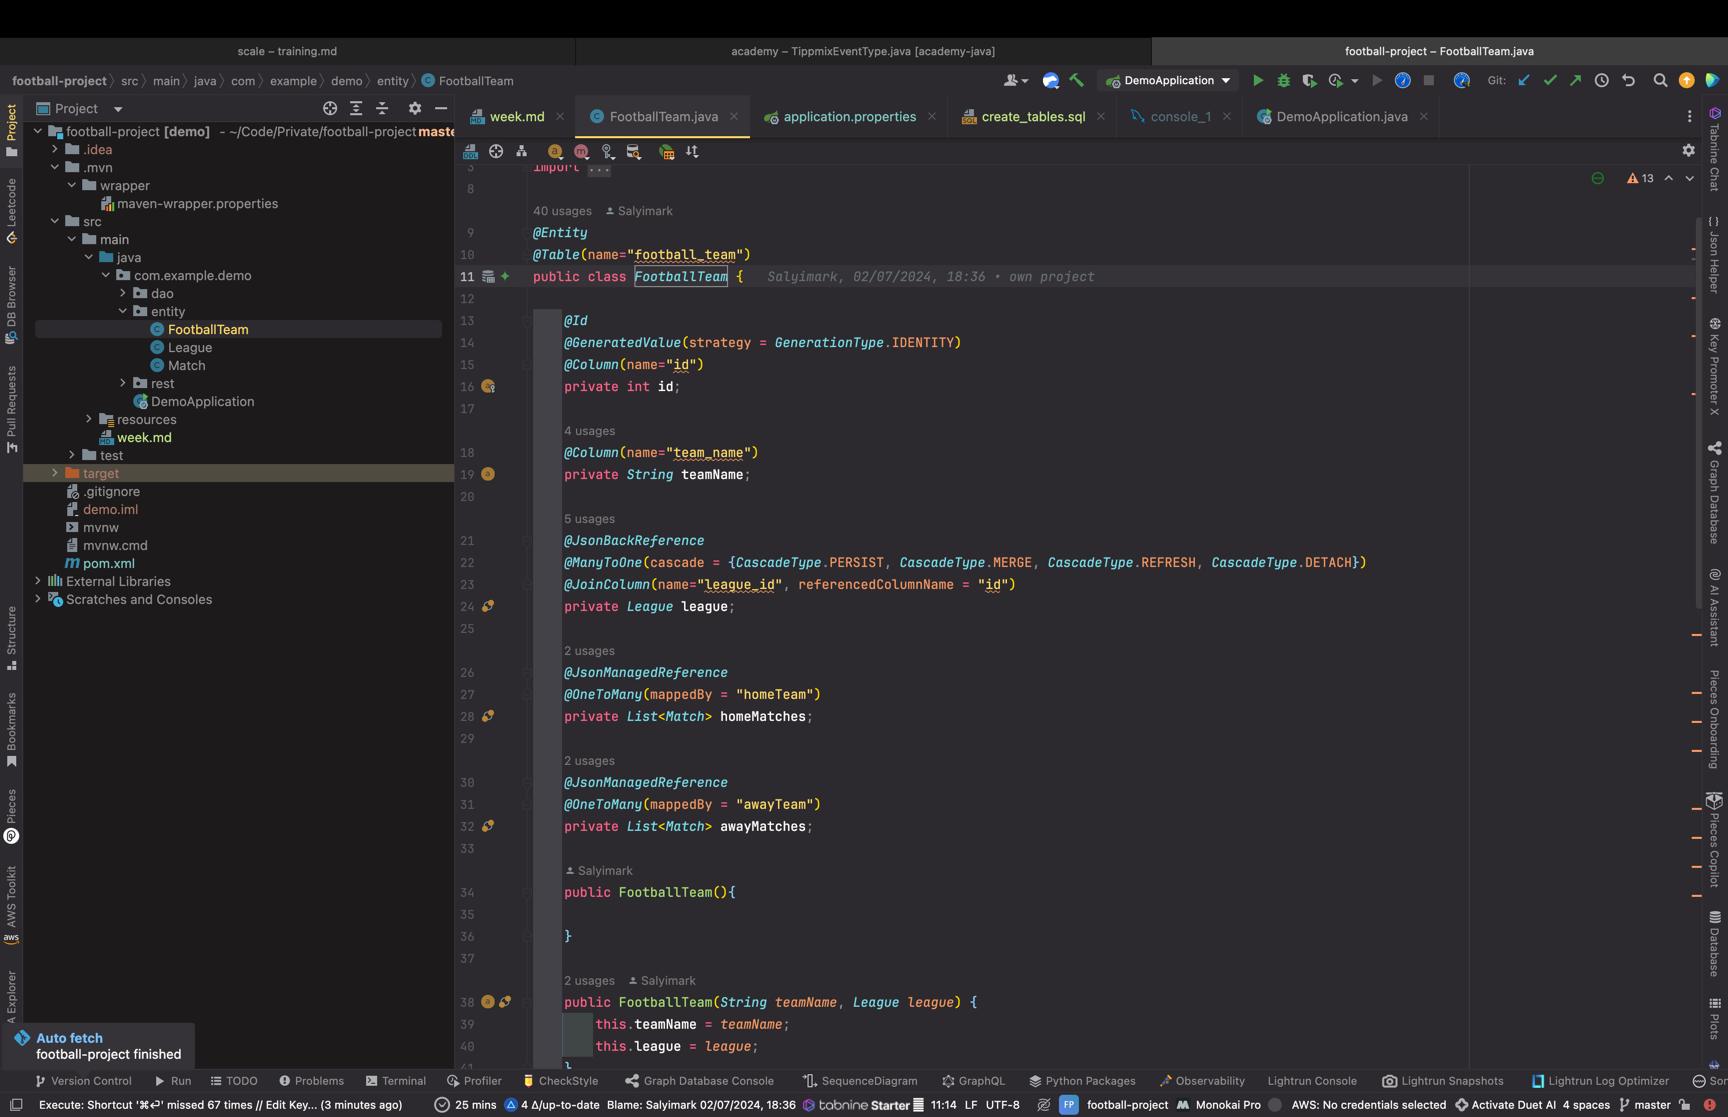 scale – training.md
academy – TippmixEventType.java [academy-java]
football-project – FootballTeam.java
football-project
src
main
java
com
example
demo
entity
FootballTeam
DemoApplication
Git:
Project
week.md
FootballTeam.java
application.properties
create_tables.sql
console_1
DemoApplication.java
football-project [demo] - ~/Code/Private/football-project maste
.idea
.mvn
wrapper
maven-wrapper.properties
src
main
java
com.example.demo
dao
entity
FootballTeam
League
Match
rest
DemoApplication
resources
week.md
test
target
.gitignore
demo.iml
mvnw
mvnw.cmd
pom.xml
External Libraries
Scratches and Consoles
Project
Leetcode
DB Browser
Pull Requests
Structure
Bookmarks
Pieces
AWS Toolkit
aws
A Explorer
3 import ...
13
8
40 usages Salyimark
9 @Entity
10 @Table(name="football_team")
11 public class FootballTeam { Salyimark, 02/07/2024, 18:36 • own project
12
13 @Id
14 @GeneratedValue(strategy = GenerationType.IDENTITY)
15 @Column(name="id")
16 private int id;
17
4 usages
18 @Column(name="team_name")
19 private String teamName;
20
5 usages
21 @JsonBackReference
22 @ManyToOne(cascade = {CascadeType.PERSIST, CascadeType.MERGE, CascadeType.REFRESH, CascadeType.DETACH})
23 @JoinColumn(name="league_id", referencedColumnName = "id")
24 private League league;
25
2 usages
26 @JsonManagedReference
27 @OneToMany(mappedBy = "homeTeam")
28 private List<Match> homeMatches;
29
2 usages
30 @JsonManagedReference
31 @OneToMany(mappedBy = "awayTeam")
32 private List<Match> awayMatches;
33
Salyimark
34 public FootballTeam(){
35
36 }
37
2 usages Salyimark
38 public FootballTeam(String teamName, League league) {
39 this.teamName = teamName;
40 this.league = league;
41 }
Tabnine Chat
Json Helper
Key Promoter X
Graph Database
AI Assistant
Pieces Onboarding
Pieces Copilot
Database
Plots
Auto fetch
football-project finished
Version Control
Run
TODO
Problems
Terminal
Profiler
CheckStyle
Graph Database Console
SequenceDiagram
GraphQL
Python Packages
Observability
Lightrun Console
Lightrun Snapshots
Lightrun Log Optimizer
Sor
Execute: Shortcut '⌘↩' missed 67 times // Edit Key... (3 minutes ago)
25 mins
4 Δ/up-to-date
Blame: Salyimark 02/07/2024, 18:36
tabnine Starter
11:14
LF
UTF-8
FP
football-project
Monokai Pro
AWS: No credentials selected
Activate Duet AI
4 spaces
master